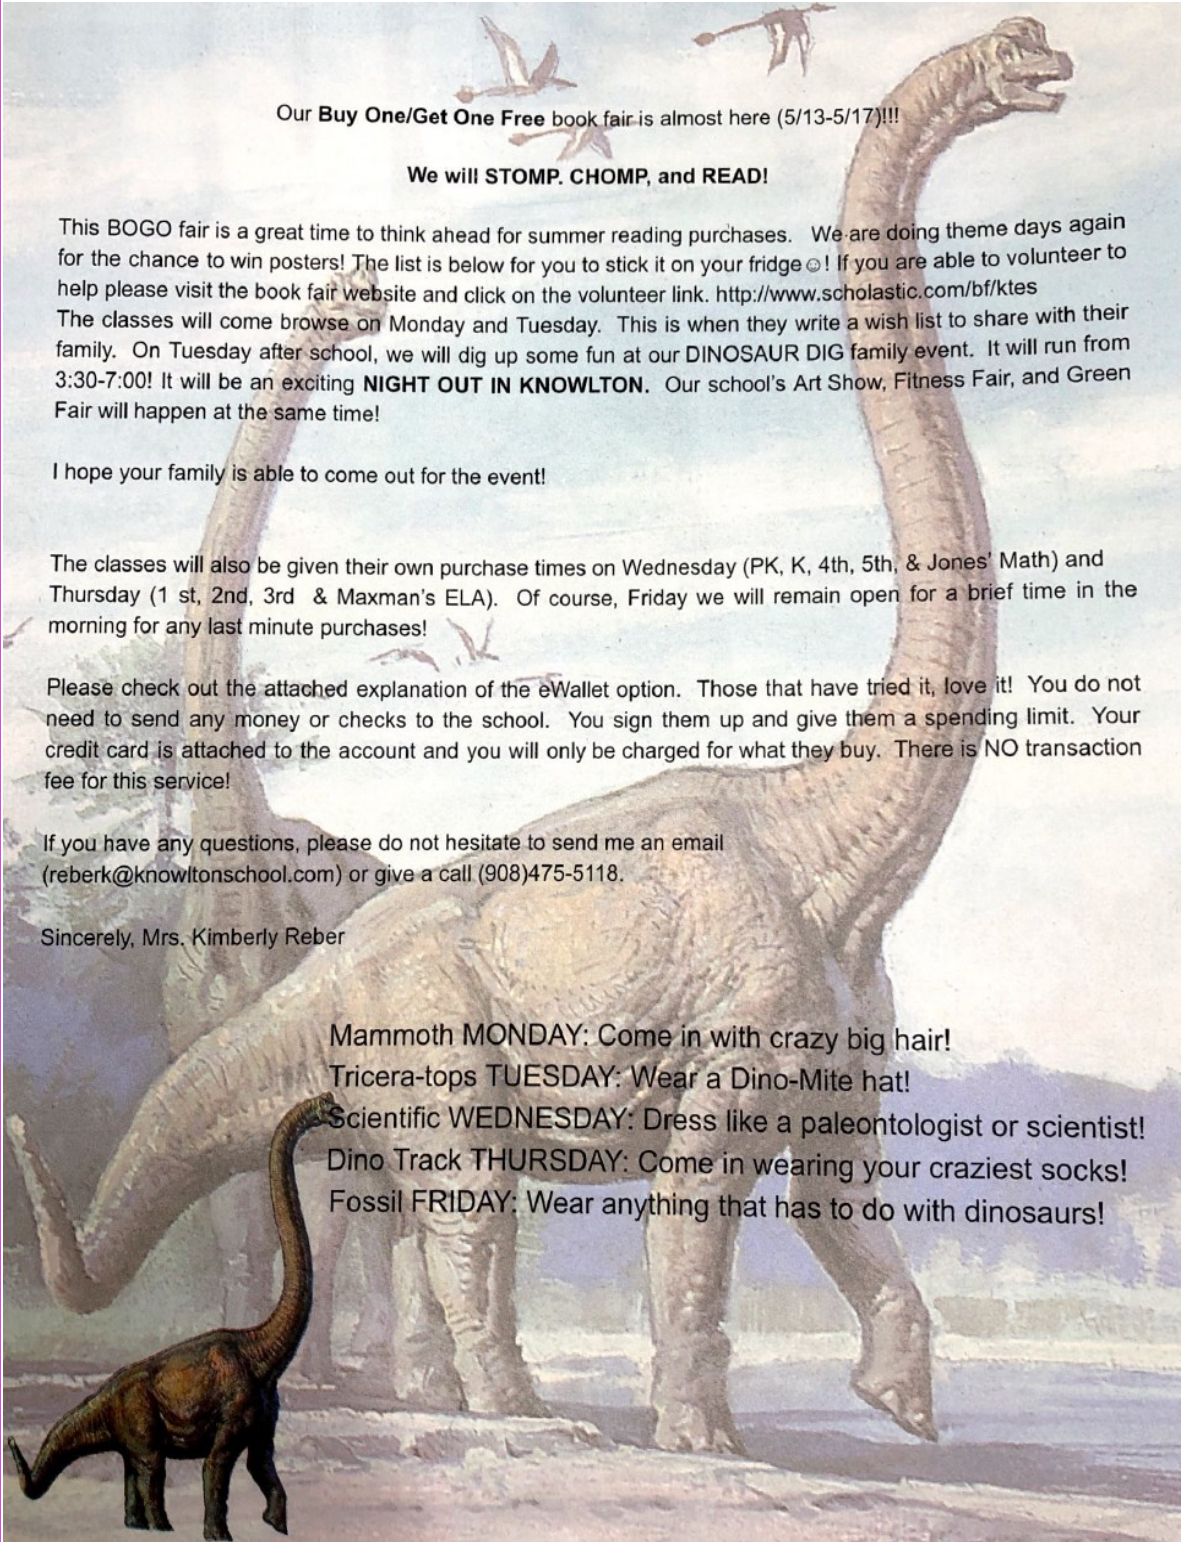 Our Buy One/Get One Free book fair is almost here (5/13-5/17)!!!
We will STOMP. CHOMP, and READ!
This BOGO fair is a great time to think ahead for summer reading purchases. We are doing theme days again
for the chance to win posters! The list is below for you to stick it on your fridge☺! If you are able to volunteer to
help please visit the book fair website and click on the volunteer link. http://www.scholastic.com/bf/ktes
The classes will come browse on Monday and Tuesday. This is when they write a wish list to share with their
family. On Tuesday after school, we will dig up some fun at our DINOSAUR DIG family event. It will run from
3:30-7:00! It will be an exciting NIGHT OUT IN KNOWLTON. Our school's Art Show, Fitness Fair, and Green
Fair will happen at the same time!
I hope your family is able to come out for the event!
The classes will also be given their own purchase times on Wednesday (PK, K, 4th, 5th, & Jones' Math) and
Thursday (1 st, 2nd, 3rd & Maxman's ELA). Of course, Friday we will remain open for a brief time in the
morning for any last minute purchases!
Please check out the attached explanation of the eWallet option. Those that have tried it, love it! You do not
need to send any money or checks to the school. You sign them up and give them a spending limit. Your
credit card is attached to the account and you will only be charged for what they buy. There is NO transaction
fee for this service!
If you have any questions, please do not hesitate to send me an email
(reberk@knowltonschool.com) or give a call (908)475-5118.
Sincerely, Mrs. Kimberly Reber
Mammoth MONDAY: Come in with crazy big hair!
Tricera-tops TUESDAY: Wear a Dino-Mite hat!
Scientific WEDNESDAY: Dress like a paleontologist or scientist!
Dino Track THURSDAY: Come in wearing your craziest socks!
Fossil FRIDAY: Wear anything that has to do with dinosaurs!